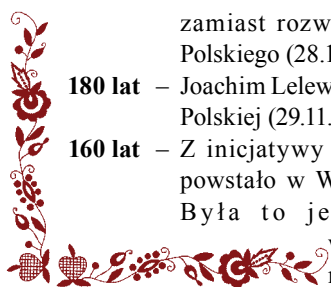 zamiast rozw
Polskiego (28.1
180 lat – Joachim Lelew
Polskiej (29.11.
160 lat – Z inicjatywy
powstało w W
Była to je